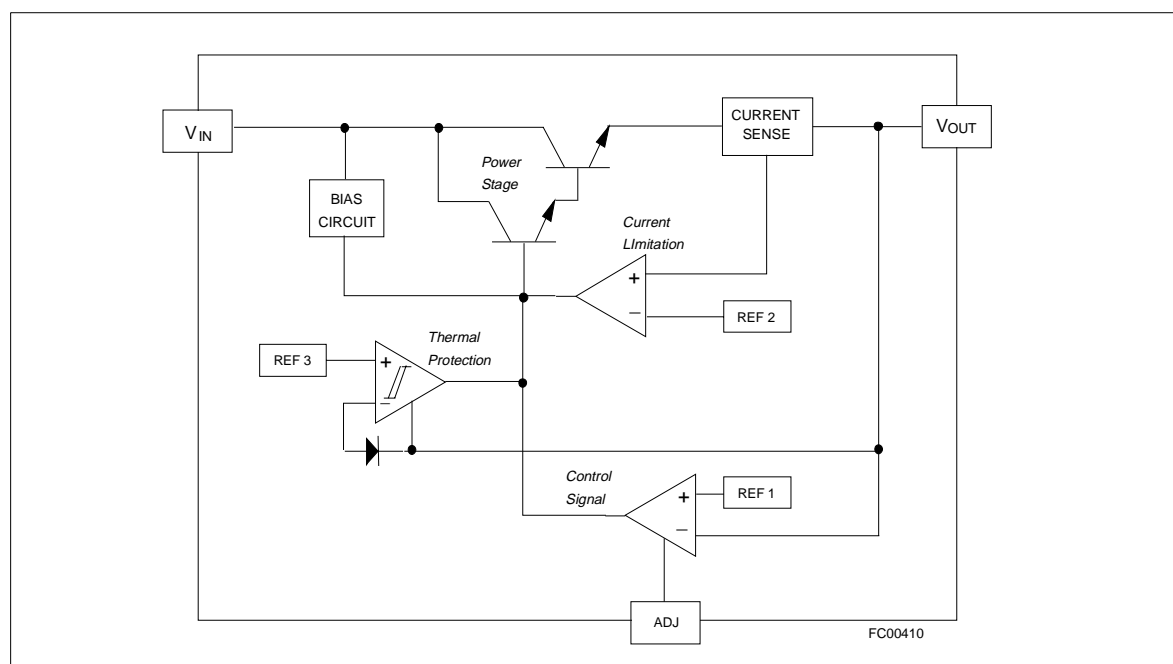 VIN
CURRENT
SENSE
VOUT
Power
Stage
BIAS
CIRCUIT
Current
LImitation
+
−
REF 2
Thermal
Protection
REF 3
+
−
Control
Signal
REF 1
+
−
ADJ
FC00410